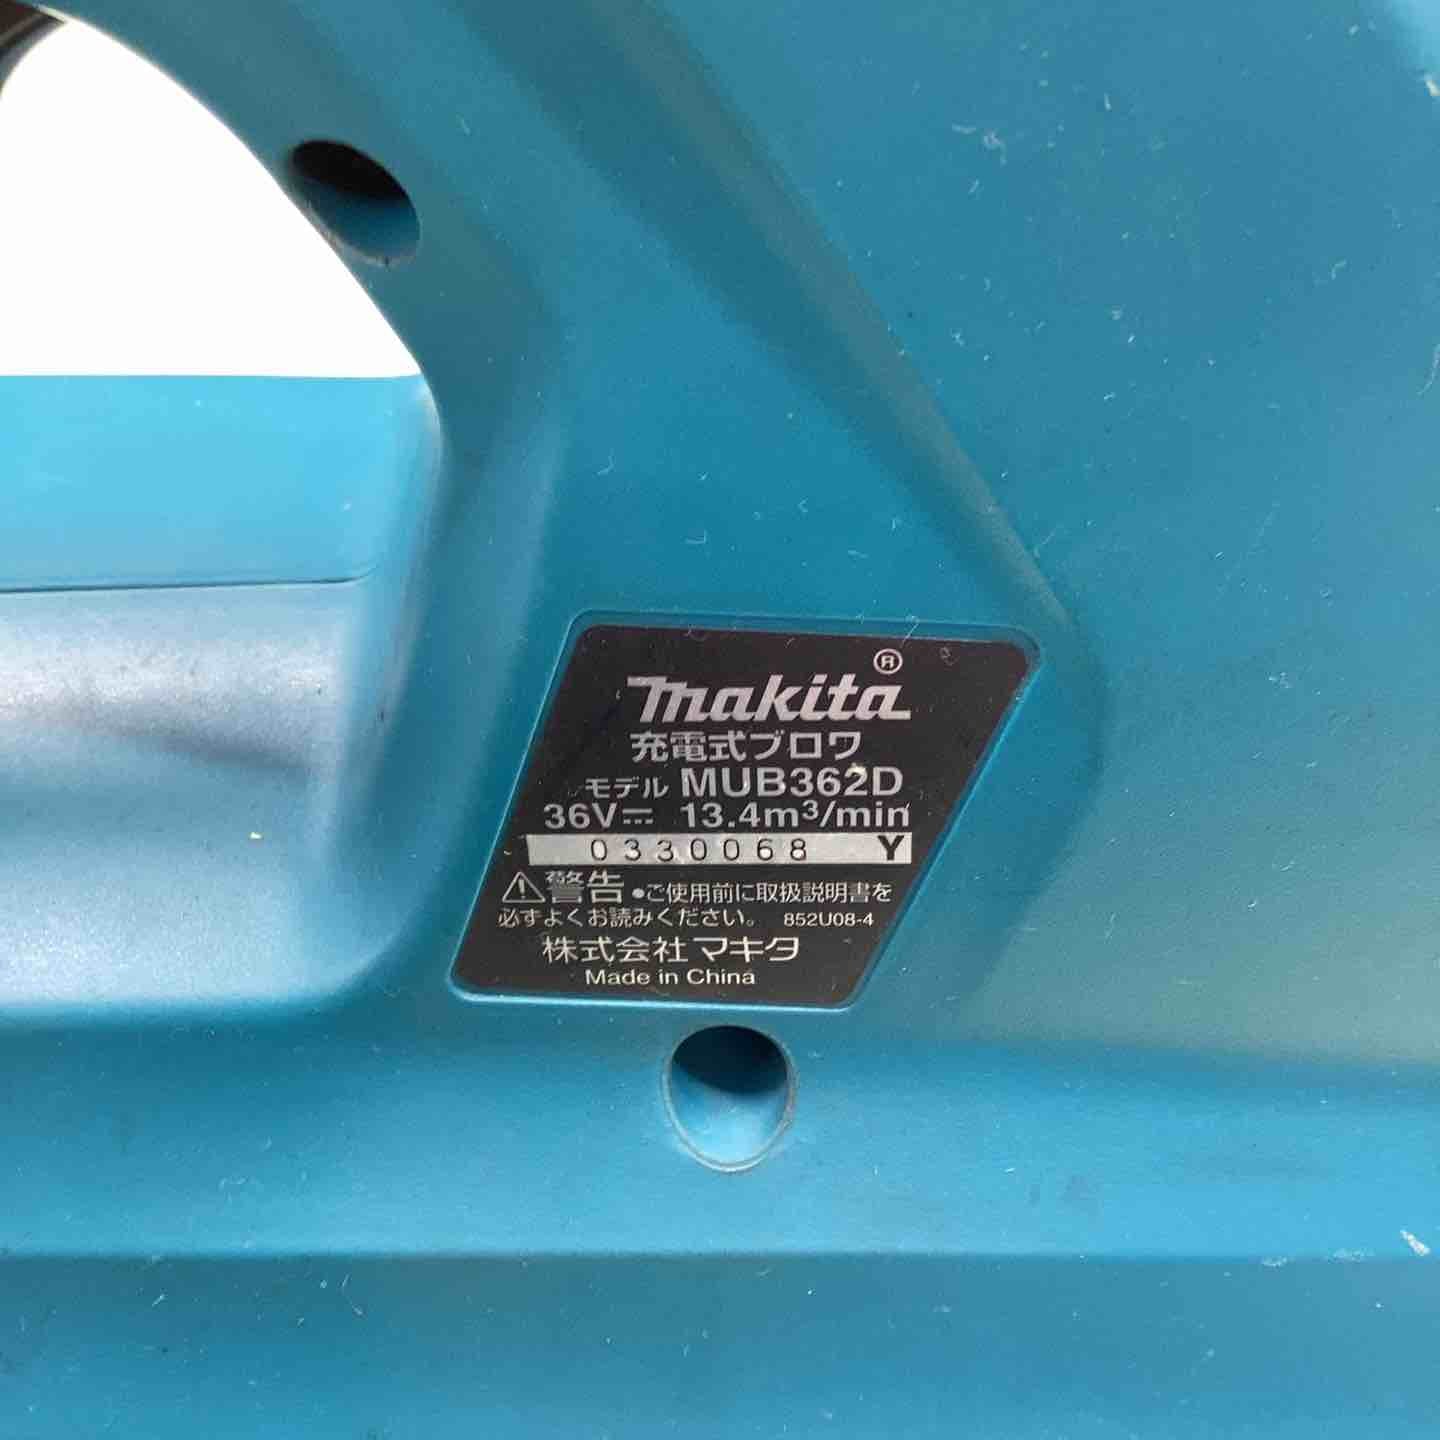 makita®
充電式ブロワ
モデル MUB362D
36V⎓ 13.4m³/min
0330068 Y
⚠警告 ●ご使用前に取扱説明書を
必ずよくお読みください。 852U08-4
株式会社マキタ
Made in China